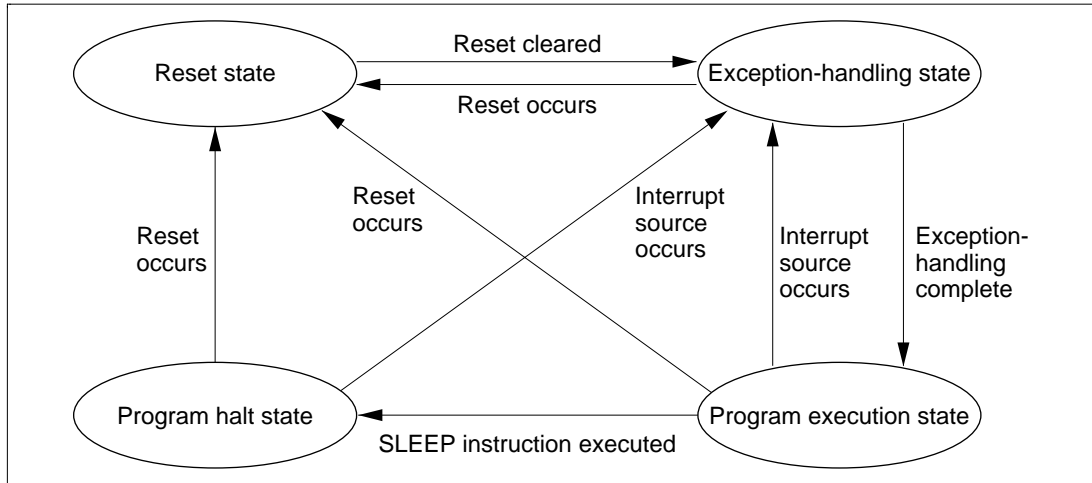 Reset cleared
Reset state
Exception-handling state
Reset occurs
Reset
occurs
Interrupt
source
occurs
Reset
occurs
Interrupt
source
occurs
Exception-
handling
complete
Program halt state
Program execution state
SLEEP instruction executed